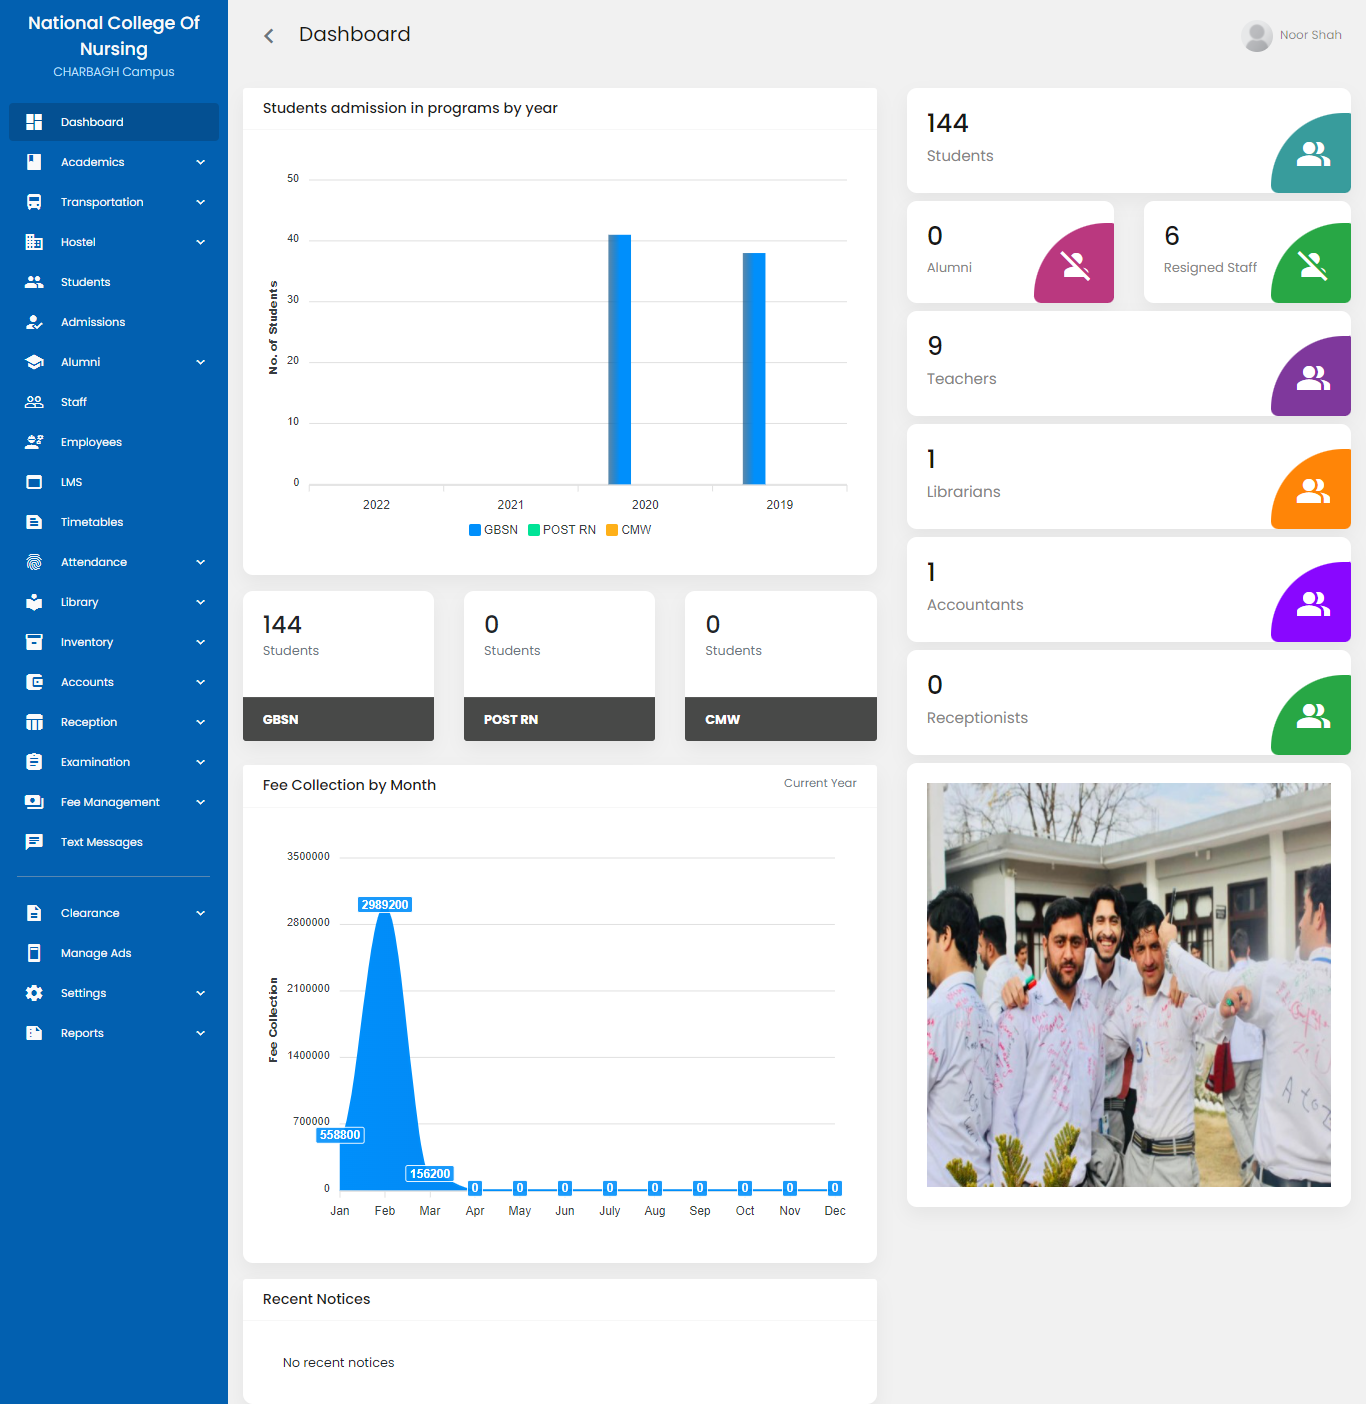 National College Of
Nursing
CHARBAGH Campus
Dashboard
Academics
Transportation
Hostel
Students
Admissions
Alumni
Staff
Employees
LMS
Timetables
Attendance
Library
Inventory
Accounts
Reception
Examination
Fee Management
Text Messages
Clearance
Manage Ads
Settings
Reports
Dashboard
Noor Shah
Students admission in programs by year
No. of Students
50
40
30
20
10
0
2022 2021 2020 2019
GBSN POST RN CMW
144
Students
GBSN
0
Students
POST RN
0
Students
CMW
Fee Collection by Month
Current Year
Fee Collection
3500000
2800000
2100000
1400000
700000
0
558800
2989200
156200
0 0 0 0 0 0 0 0 0
Jan Feb Mar Apr May Jun July Aug Sep Oct Nov Dec
Recent Notices
No recent notices
144
Students
0
Alumni
6
Resigned Staff
9
Teachers
1
Librarians
1
Accountants
0
Receptionists
A to Z